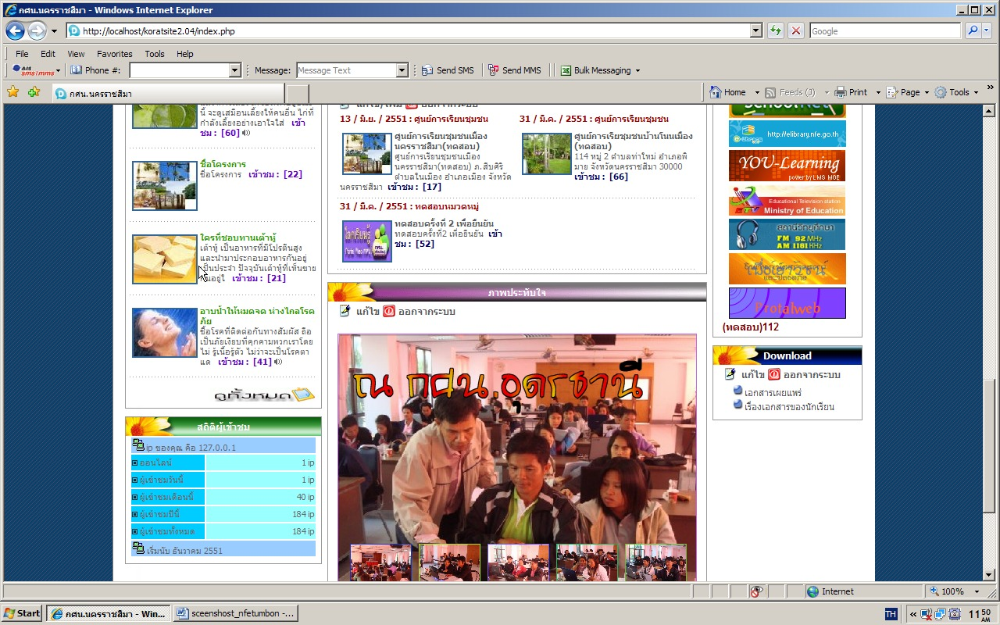 กศน.นครราชสิมา - Windows Internet Explorer
http://localhost/koratsite2.04/index.php
Google
File Edit View Favorites Tools Help
AIS sms|mms Phone #: Message: Message Text Send SMS Send MMS Bulk Messaging
กศน.นครราชสิมา
Home Feeds (J) Print Page Tools »
นี้ จะดูเสมือนเลี้ยงให้คนอื่น ไก่ที่
กำลังเลี้ยงอย่างเอาใจใส่ เข้า
ชม : [60]
ชื่อโครงการ
ชื่อโครงการ เข้าชม : [22]
ใครที่ชอบทานเต้าหู้
เต้าหู้ เป็นอาหารที่มีโปรตีนสูง
และนำมาประกอบอาหารกันอยู่
เป็นประจำ ปัจจุบันเต้าหู้ที่เห็นขาย
อยู่ใ เข้าชม : [21]
อาบน้ำให้หมดจด ห่างไกลโรค
ภัย
ชื่อโรคที่ติดต่อกันทางสัมผัส ถือ
เป็นภัยเงียบที่คุกคามพวกเราโดย
ไม่ รู้เนื้อรู้ตัว ไม่ว่าจะเป็นโรคตา
แด เข้าชม : [41]
ดูทั้งหมด
สถิติผู้เข้าชม
ip ของคุณ คือ 127.0.0.1
ออนไลน์ 1 ip
ผู้เข้าชมวันนี้ 1 ip
ผู้เข้าชมเดือนนี้ 40 ip
ผู้เข้าชมปีนี้ 184 ip
ผู้เข้าชมทั้งหมด 184 ip
เริ่มนับ ธันวาคม 2551
แก้ไข/เพิ่ม ออกจากระบบ
13 / มิ.ย. / 2551 : ศูนย์การเรียนชุมชน
ศูนย์การเรียนชุมชนเมือง
นครราชสีมา(ทดสอบ)
ศูนย์การเรียนชุมชนเมือง
นครราชสีมา(ทดสอบ) ภ.สืบศิริ
ตำบลในเมือง อำเภอเมือง จังหวัด
นครราชสีมา เข้าชม : [17]
31 / มี.ค. / 2551 : ศูนย์การเรียนชุมชน
ศูนย์การเรียนชุมชนบ้านโนนเมือง
(ทดสอบ)
114 หมู่ 2 ตำบลท่าใหม่ อำเภอพิ
มาย จังหวัดนครราชสีมา 30000
เข้าชม : [66]
31 / มี.ค. / 2551 : ทดสอบหมวดหมู่
ทดสอบครั้งที่ 2 เพื่อยืนยัน
ทดสอบครั้งที่2 เพื่อยืนยัน เข้า
ชม : [52]
ภาพประทับใจ
แก้ไข ออกจากระบบ
ณ กศน.อุดรธานี
SchoolNet
http://elibrary.nfe.go.th
YOU-Learning
power by LMS MOE
Educational Television station
ETV Ministry of Education
สถานีวิทยุศึกษา
FM 92 MHz
AM 1161 KHz
Protalweb
(ทดสอบ)112
Download
แก้ไข ออกจากระบบ
เอกสารเผยแพร่
เรื่องเอกสารของนักเรียน
Internet 100%
Start กศน.นครราชสิมา - Win... sceenshost_nfetumbon -... TH « 11 50 AM